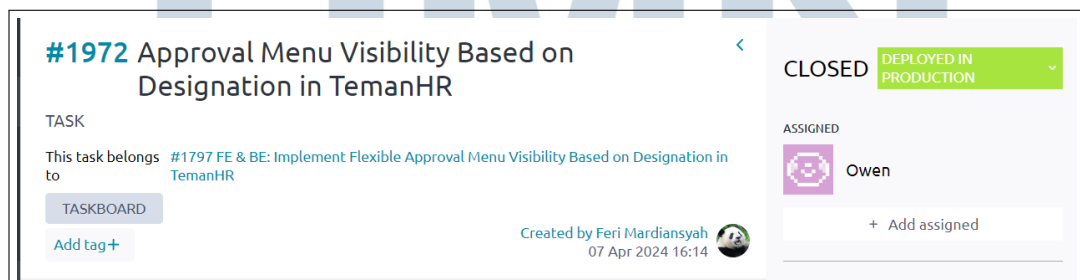 #1972 Approval Menu Visibility Based on
Designation in TemanHR
TASK
This task belongs to #1797 FE & BE: Implement Flexible Approval Menu Visibility Based on Designation in
TemanHR
TASKBOARD
Add tag+
Created by Feri Mardiansyah
07 Apr 2024 16:14
CLOSED DEPLOYED IN
PRODUCTION
ASSIGNED
Owen
+ Add assigned